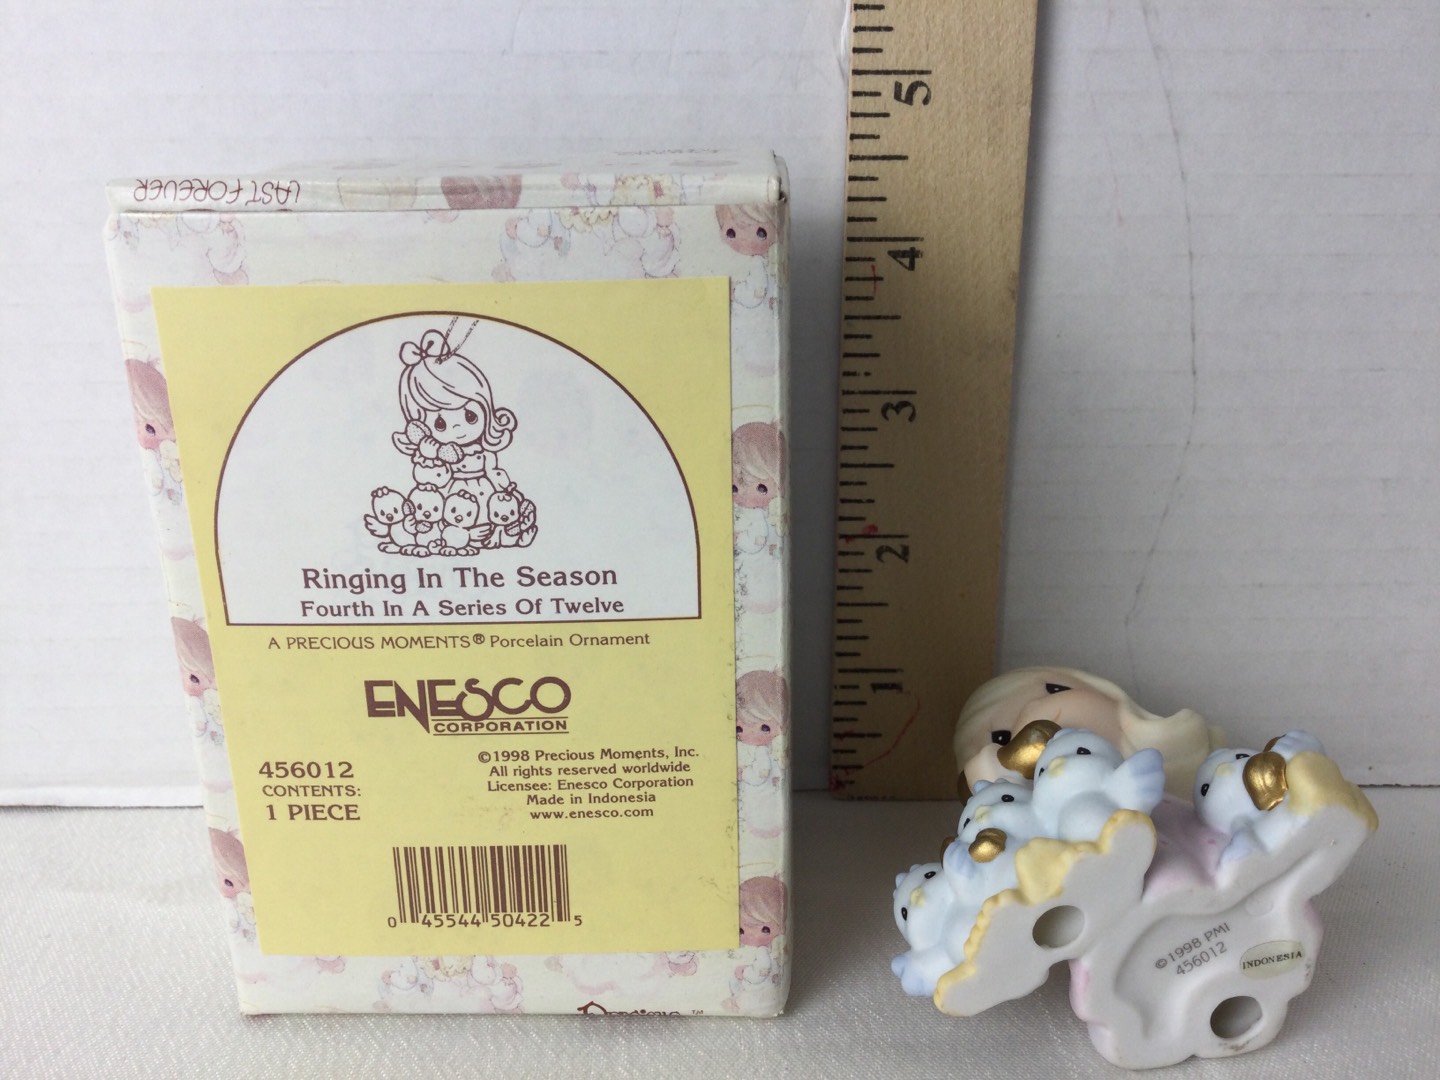 LAST FOREVER
Ringing In The Season
Fourth In A Series Of Twelve
A PRECIOUS MOMENTS® Porcelain Ornament
ENESCO
CORPORATION
456012
CONTENTS:
1 PIECE
©1998 Precious Moments, Inc.
All rights reserved worldwide
Licensee: Enesco Corporation
Made in Indonesia
www.enesco.com
0 45544 50422 5
Precious ™
5
4
3
2
1
©1998 PMI
456012
INDONESIA